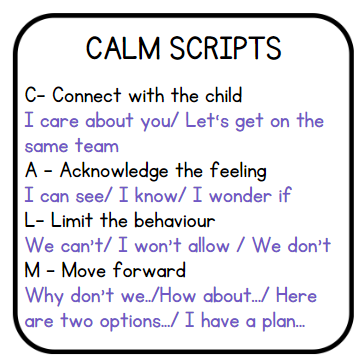 CALM SCRIPTS
C- Connect with the child
I care about you/ Let's get on the
same team
A - Acknowledge the feeling
I can see/ I know/ I wonder if
L- Limit the behaviour
We can't/ I won't allow / We don't
M - Move forward
Why don't we../How about.../ Here
are two options.../ I have a plan...